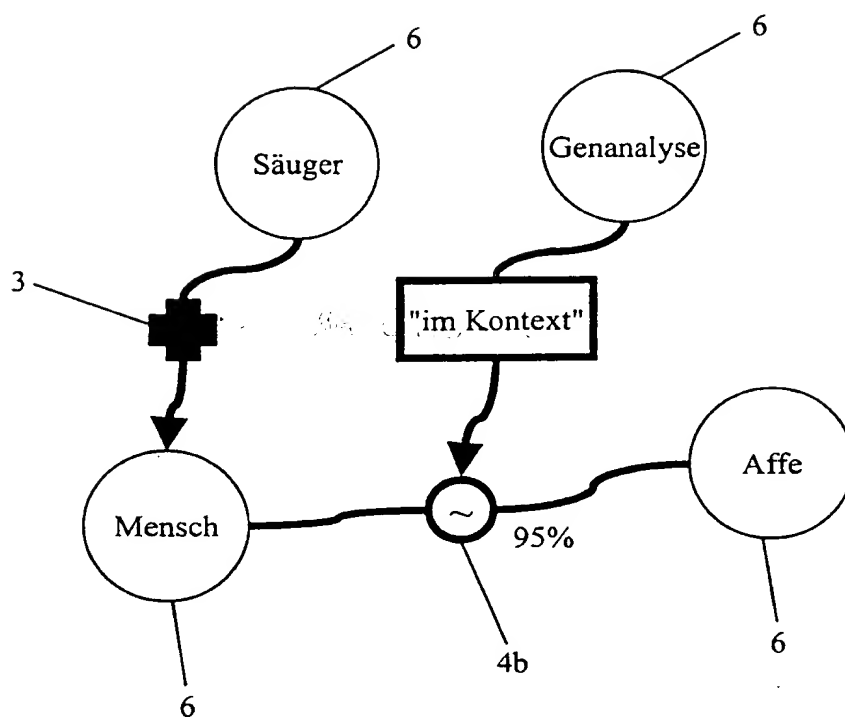 6
6
Säuger
Genanalyse
3
"im Kontext"
Affe
Mensch
~
95%
6
4b
6